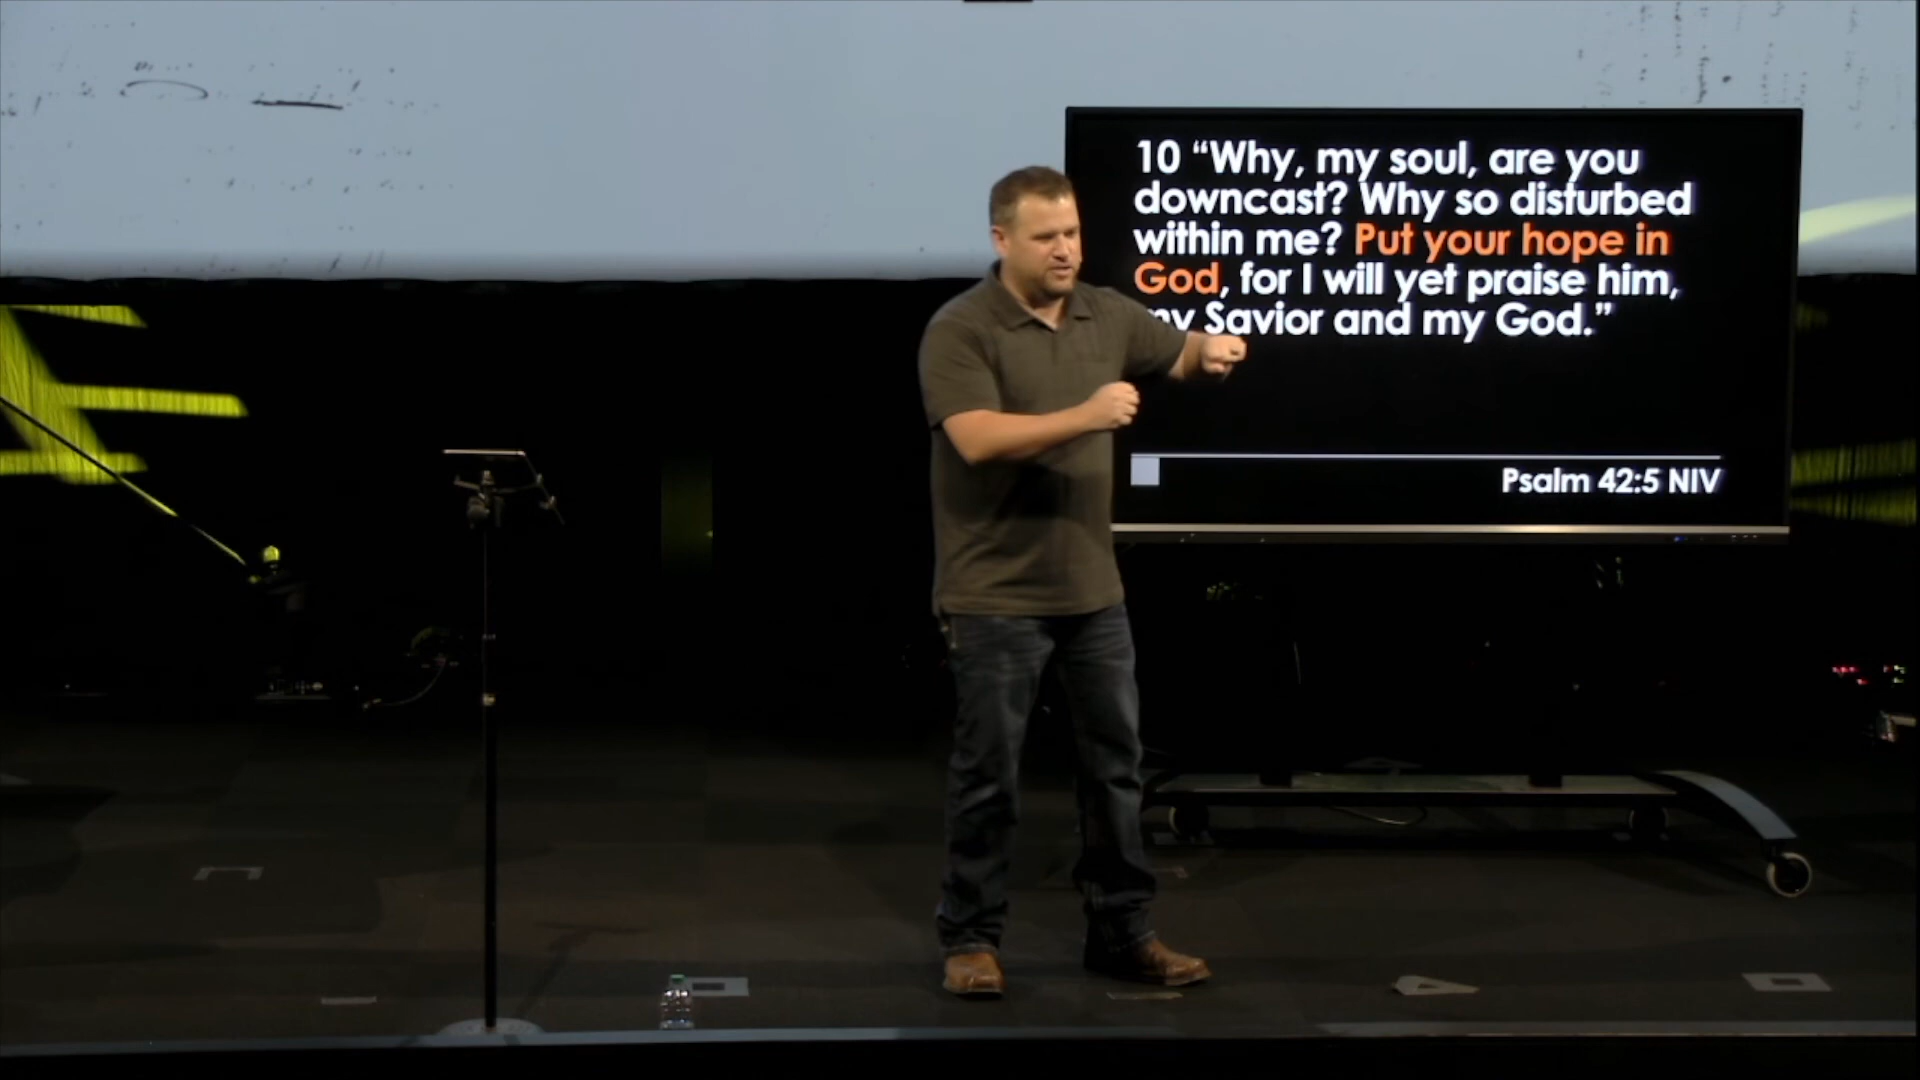 10 “Why, my soul, are you
downcast? Why so disturbed
within me? Put your hope in
God, for I will yet praise him,
my Savior and my God.”
Psalm 42:5 NIV